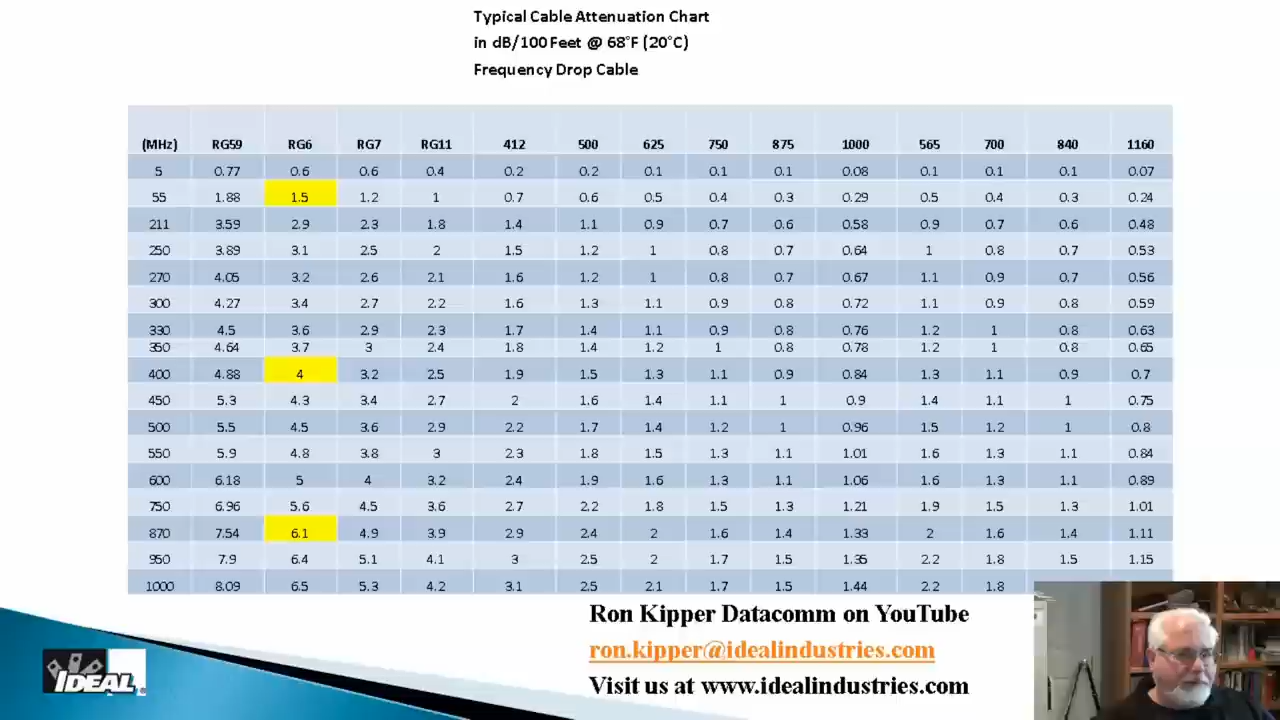 Typical Cable Attenuation Chart
in dB/100 Feet @ 68°F (20°C)
Frequency Drop Cable
(MHz) RG59 RG6 RG7 RG11 412 500 625 750 875 1000 565 700 840 1160
5 0.77 0.6 0.6 0.4 0.2 0.2 0.1 0.1 0.1 0.08 0.1 0.1 0.1 0.07
55 1.88 1.5 1.2 1 0.7 0.6 0.5 0.4 0.3 0.29 0.5 0.4 0.3 0.24
211 3.59 2.9 2.3 1.8 1.4 1.1 0.9 0.7 0.6 0.58 0.9 0.7 0.6 0.48
250 3.89 3.1 2.5 2 1.5 1.2 1 0.8 0.7 0.64 1 0.8 0.7 0.53
270 4.05 3.2 2.6 2.1 1.6 1.2 1 0.8 0.7 0.67 1.1 0.9 0.7 0.56
300 4.27 3.4 2.7 2.2 1.6 1.3 1.1 0.9 0.8 0.72 1.1 0.9 0.8 0.59
330 4.5 3.6 2.9 2.3 1.7 1.4 1.1 0.9 0.8 0.76 1.2 1 0.8 0.63
350 4.64 3.7 3 2.4 1.8 1.4 1.2 1 0.8 0.78 1.2 1 0.8 0.65
400 4.88 4 3.2 2.5 1.9 1.5 1.3 1.1 0.9 0.84 1.3 1.1 0.9 0.7
450 5.3 4.3 3.4 2.7 2 1.6 1.4 1.1 1 0.9 1.4 1.1 1 0.75
500 5.5 4.5 3.6 2.9 2.2 1.7 1.4 1.2 1 0.96 1.5 1.2 1 0.8
550 5.9 4.8 3.8 3 2.3 1.8 1.5 1.3 1.1 1.01 1.6 1.3 1.1 0.84
600 6.18 5 4 3.2 2.4 1.9 1.6 1.3 1.1 1.06 1.6 1.3 1.1 0.89
750 6.96 5.6 4.5 3.6 2.7 2.2 1.8 1.5 1.3 1.21 1.9 1.5 1.3 1.01
870 7.54 6.1 4.9 3.9 2.9 2.4 2 1.6 1.4 1.33 2 1.6 1.4 1.11
950 7.9 6.4 5.1 4.1 3 2.5 2 1.7 1.5 1.35 2.2 1.8 1.5 1.15
1000 8.09 6.5 5.3 4.2 3.1 2.5 2.1 1.7 1.5 1.44 2.2 1.8
Ron Kipper Datacomm on YouTube
ron.kipper@idealindustries.com
Visit us at www.idealindustries.com
IDEAL